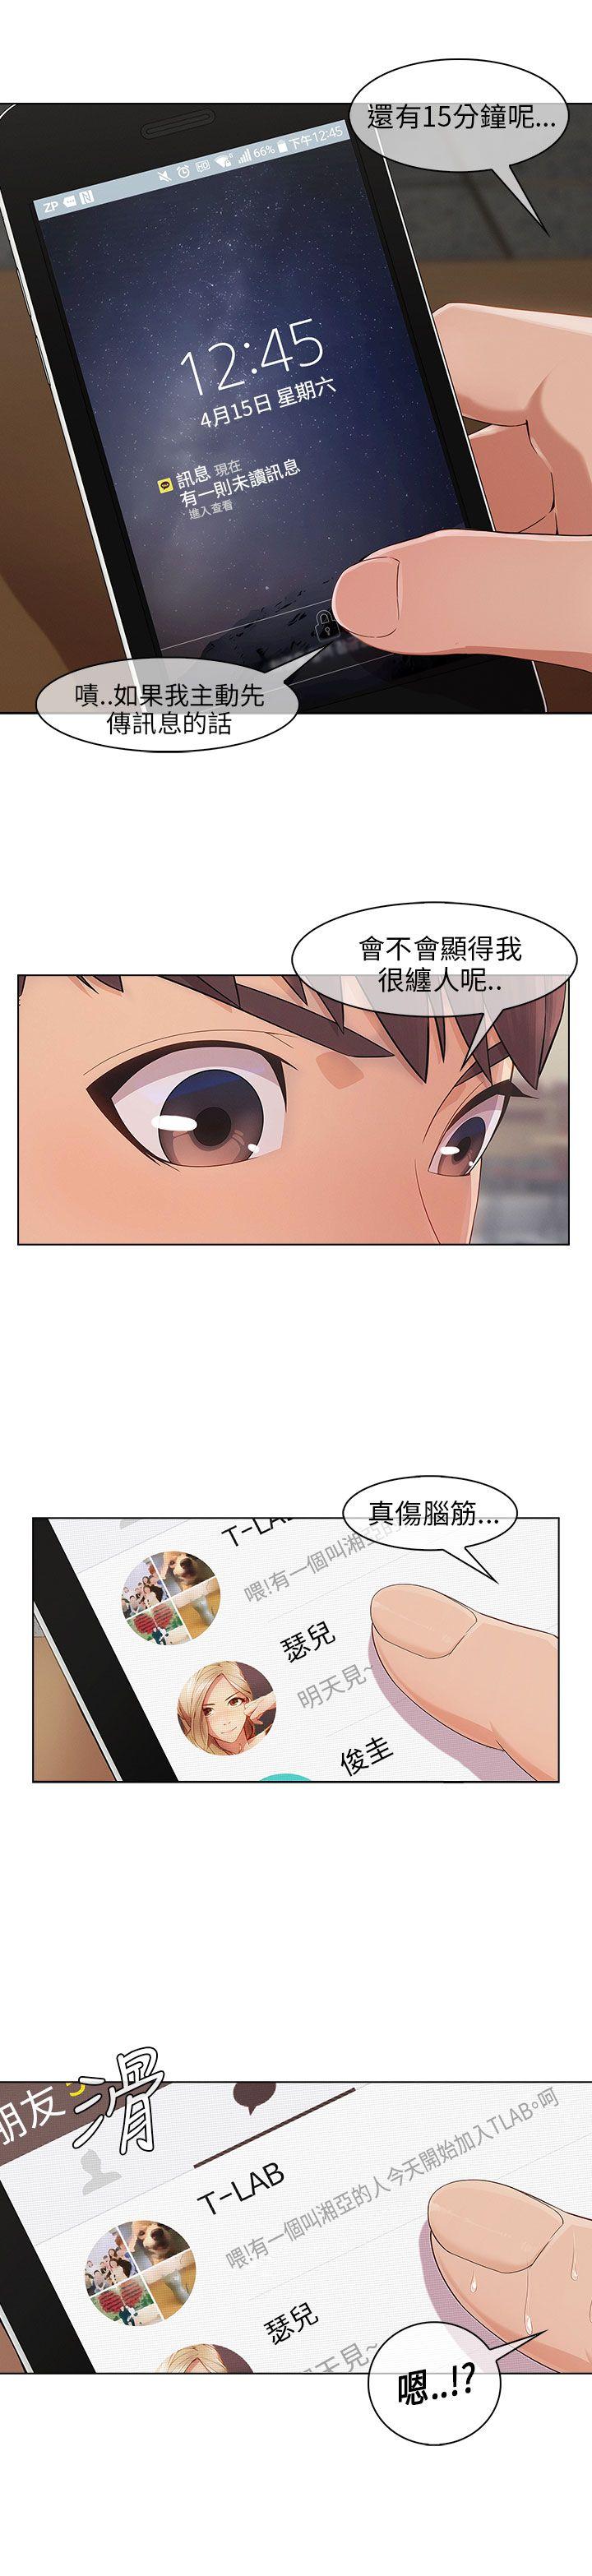 還有15分鐘呢...
ZP
66% 下午12:45
12:45
4月15日 星期六
訊息 現在
有一則未讀訊息
進入查看
嘖..如果我主動先
傳訊息的話
會不會顯得我
很纏人呢..
真傷腦筋...
T-LAB
喂!有一個叫湘亞的
瑟兒
明天見~
俊圭
滑
朋友
T-LAB
喂!有一個叫湘亞的人今天開始加入TLAB。呵
瑟兒
明天見~
嗯..!?